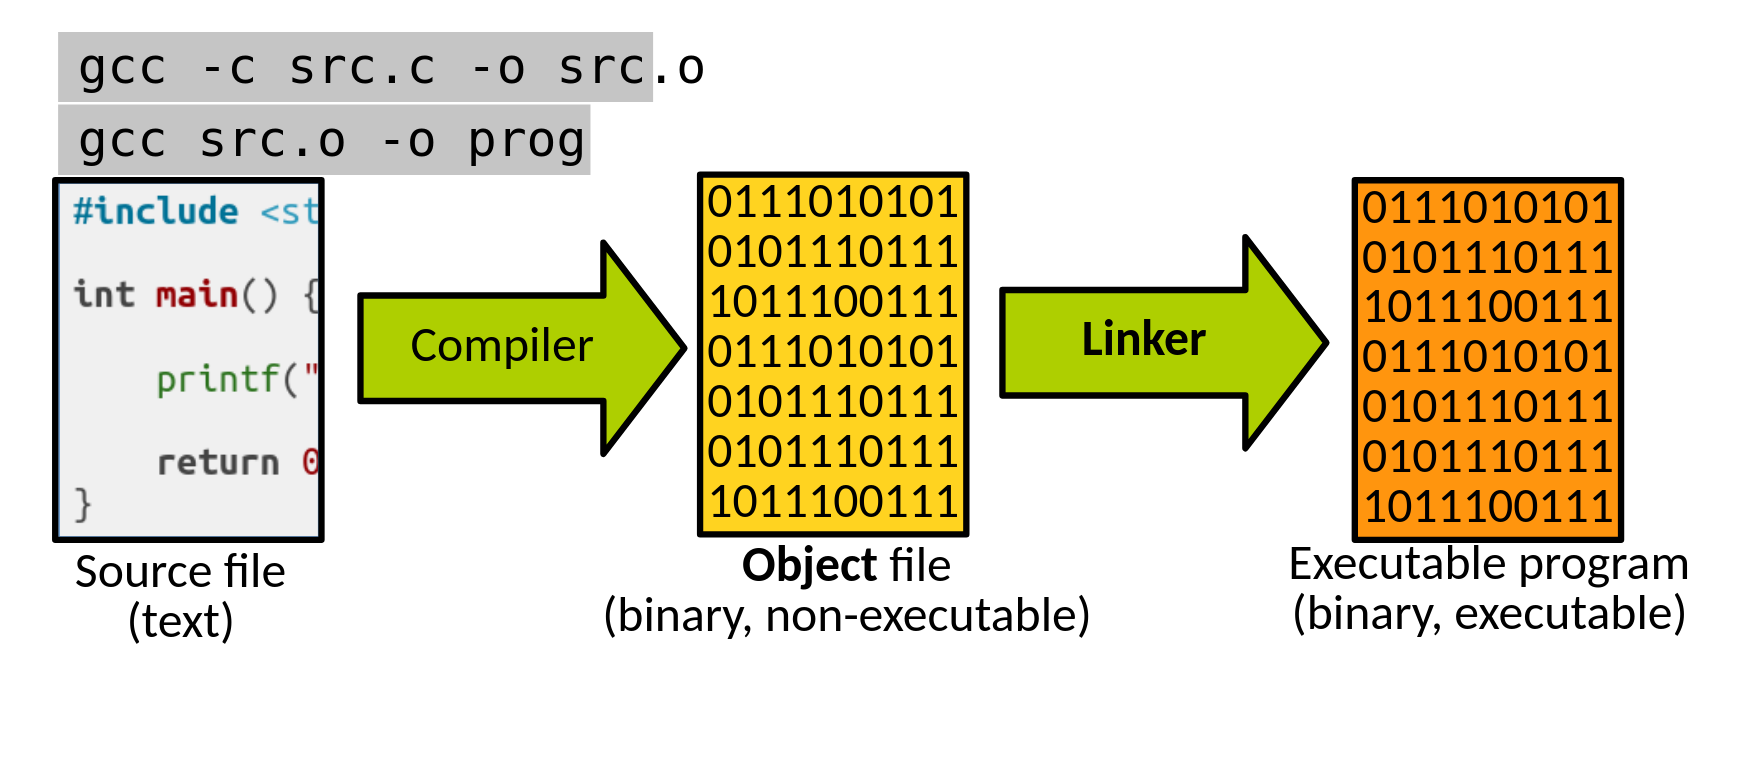 gcc -c src.c -o src.o
gcc src.o -o prog
#include <st
int main() {
printf("
return 0
}
Source file
(text)
Compiler
0111010101
0101110111
1011100111
0111010101
0101110111
0101110111
1011100111
Object file
(binary, non-executable)
Linker
0111010101
0101110111
1011100111
0111010101
0101110111
0101110111
1011100111
Executable program
(binary, executable)